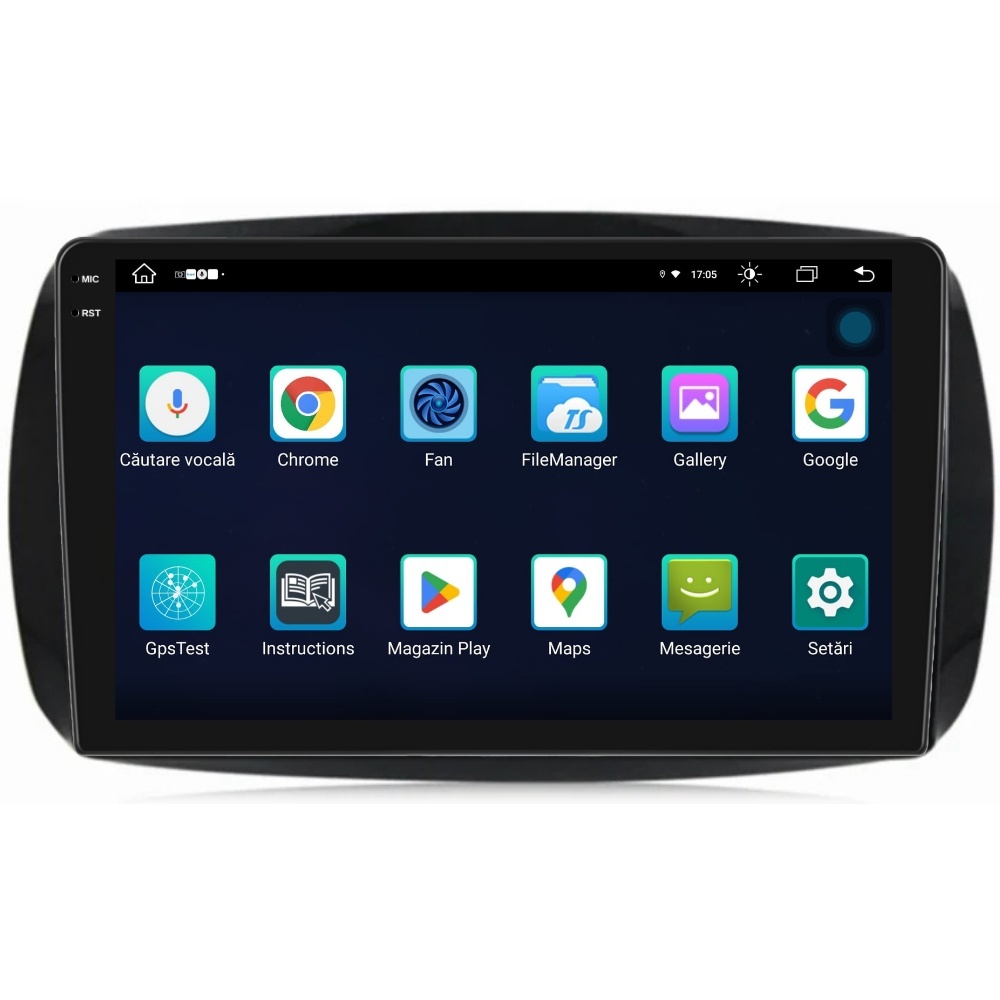 MIC
17:05
RST
Căutare vocală
Chrome
Fan
FileManager
Gallery
Google
TS
GpsTest
Instructions
Magazin Play
Maps
Mesagerie
Setări